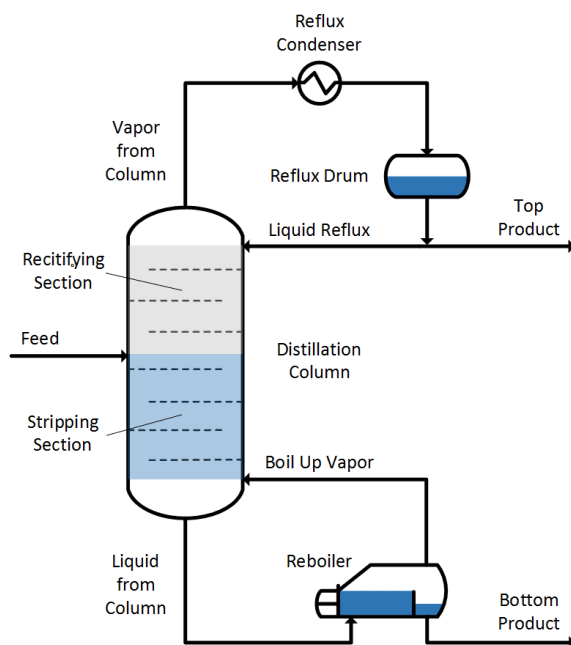 Reflux
Condenser
Vapor
from
Column
Reflux Drum
Liquid Reflux
Top
Product
Recitifying
Section
Feed
Distillation
Column
Stripping
Section
Boil Up Vapor
Liquid
from
Column
Reboiler
Bottom
Product